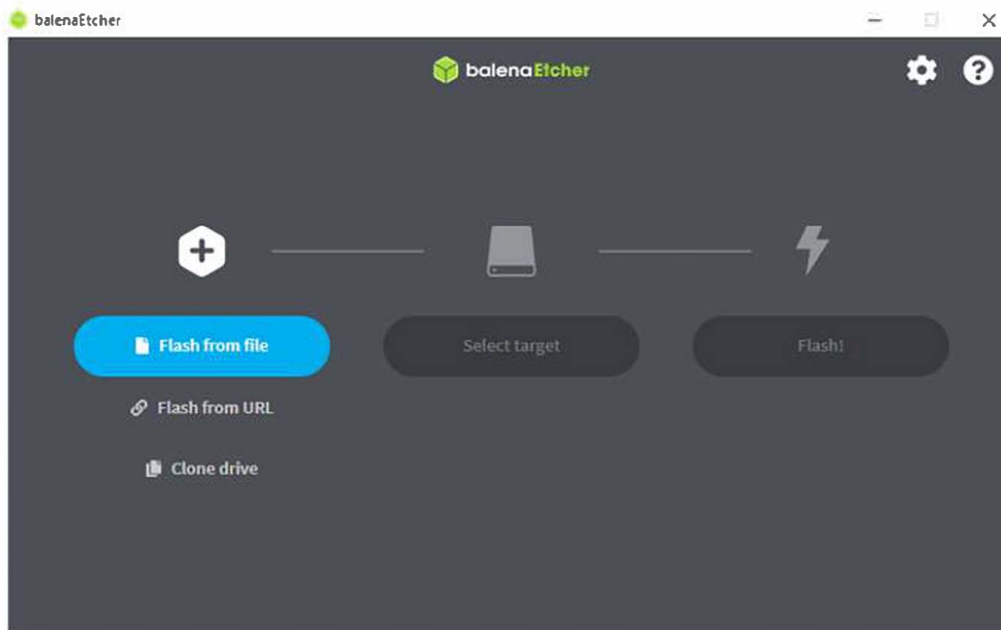 balenaEtcher
balenaEtcher
Flash from file
Select target
Flash!
Flash from URL
Clone drive